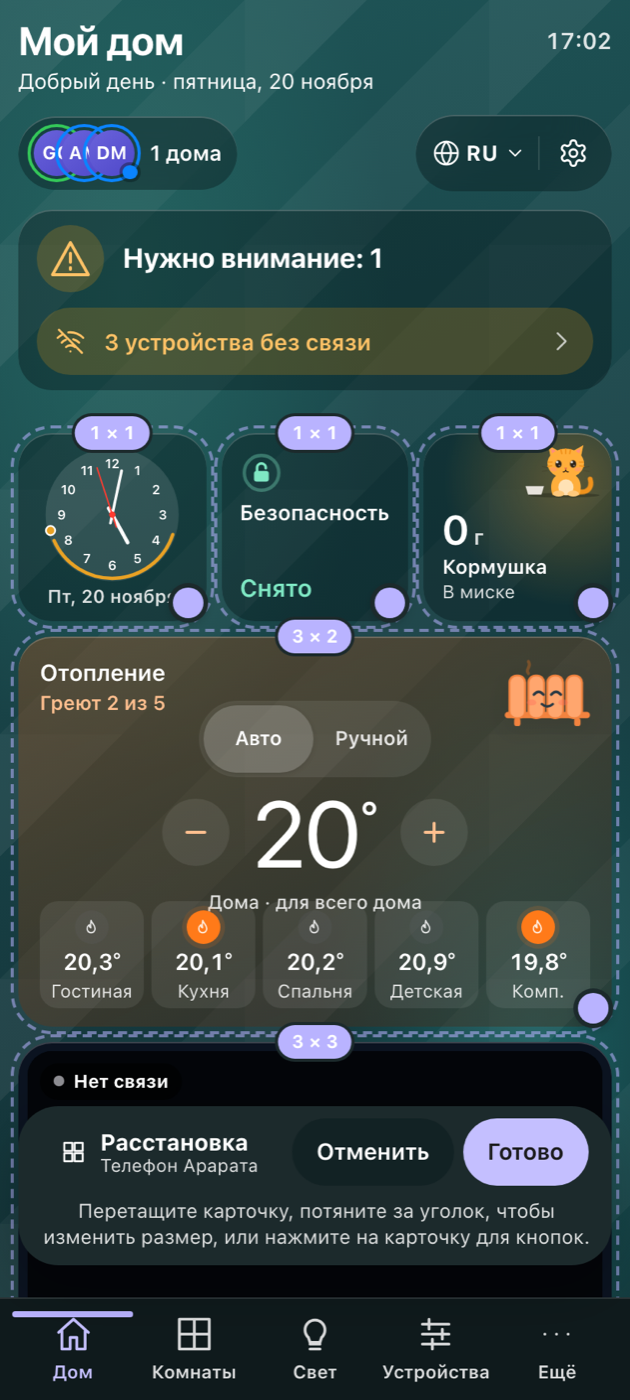 Мой дом
17:02
Добрый день · пятница, 20 ноября
DM
1 дома
RU
Нужно внимание: 1
3 устройства без связи
1 × 1
1 × 1
1 × 1
12
1
2
3
4
5
6
7
8
9
10
11
Пт, 20 ноября
Безопасность
Снято
0 г
Кормушка
В миске
3 × 2
Отопление
Греют 2 из 5
Авто
Ручной
20°
Дома · для всего дома
20,3°
20,1°
20,2°
20,9°
19,8°
Гостиная
Кухня
Спальня
Детская
Комп.
3 × 3
Нет связи
Расстановка
Телефон Арарата
Отменить
Готово
Перетащите карточку, потяните за уголок, чтобы
изменить размер, или нажмите на карточку для кнопок.
Дом
Комнаты
Свет
Устройства
Ещё